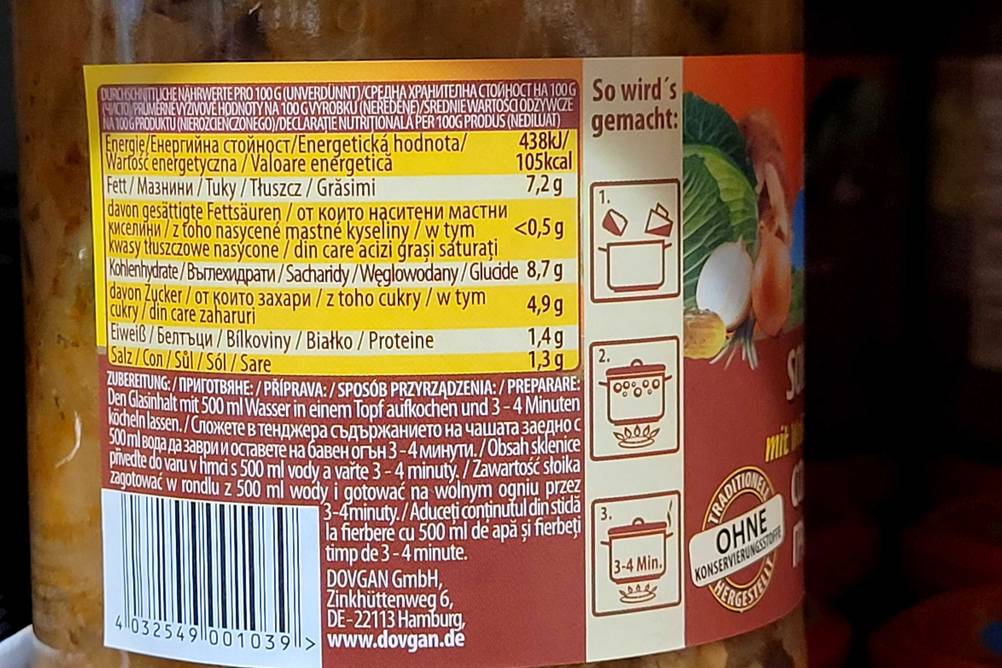 DURCHSCHNITTLICHE NÄHRWERTE PRO 100 G (UNVERDÜNNT)/СРЕДНА ХРАНИТЕЛНА СТОЙНОСТ НА 100 G
(ЧИСТО)/PRŮMĚRNÉ VÝŽIVOVÉ HODNOTY NA 100 G VÝROBKU (NEŘEDĚNÉ)/ŚREDNIE WARTOŚCI ODŻYWCZE
NA 100 G PRODUKTU (NIEROZCIEŃCZONEGO)/DECLARAȚIE NUTRIȚIONALĂ PER 100G PRODUS (NEDILUAT)
Energie/Енергийна стойност/Energetická hodnota/ 438kJ/
Wartość energetyczna / Valoare energetică 105kcal
Fett / Мазнини / Tuky / Tłuszcz / Grăsimi 7,2 g
davon gesättigte Fettsäuren / от които наситени мастни
киселини / z toho nasycené mastné kyseliny / w tym <0,5 g
kwasy tłuszczowe nasycone / din care acizi grași saturați
Kohlenhydrate / Въглехидрати / Sacharidy / Węglowodany / Glucide 8,7 g
davon Zucker / от които захари / z toho cukry / w tym 4,9 g
cukry / din care zaharuri
Eiweiß / Белтъци / Bílkoviny / Białko / Proteine 1,4 g
Salz / Сол / Sůl / Sól / Sare 1,3 g
ZUBEREITUNG: / ПРИГОТВЯНЕ: / PŘÍPRAVA: / SPOSÓB PRZYRZĄDZENIA: / PREPARARE:
Den Glasinhalt mit 500 ml Wasser in einem Topf aufkochen und 3 - 4 Minuten
köcheln lassen. / Сложете в тенджера съдържанието на чашата заедно с
500 ml вода да заври и оставете на бавен огън 3 - 4 минути. / Obsah sklenice
přiveďte do varu v hrnci s 500 ml vody a vařte 3 - 4 minuty. / Zawartość słoika
zagotować w rondlu z 500 ml wody i gotować na wolnym ogniu przez
3-4minuty. / Aduceți conținutul din sticlă
la fierbere cu 500 ml de apă și fierbeți
timp de 3 - 4 minute.
DOVGAN GmbH,
Zinkhüttenweg 6,
DE-22113 Hamburg,
www.dovgan.de
4 032549 001039 >
So wird´s
gemacht:
1.
2.
3.
3-4 Min.
mit
TRADITIONELL
OHNE
KONSERVIERUNGSSTOFFE
HERGESTELLT